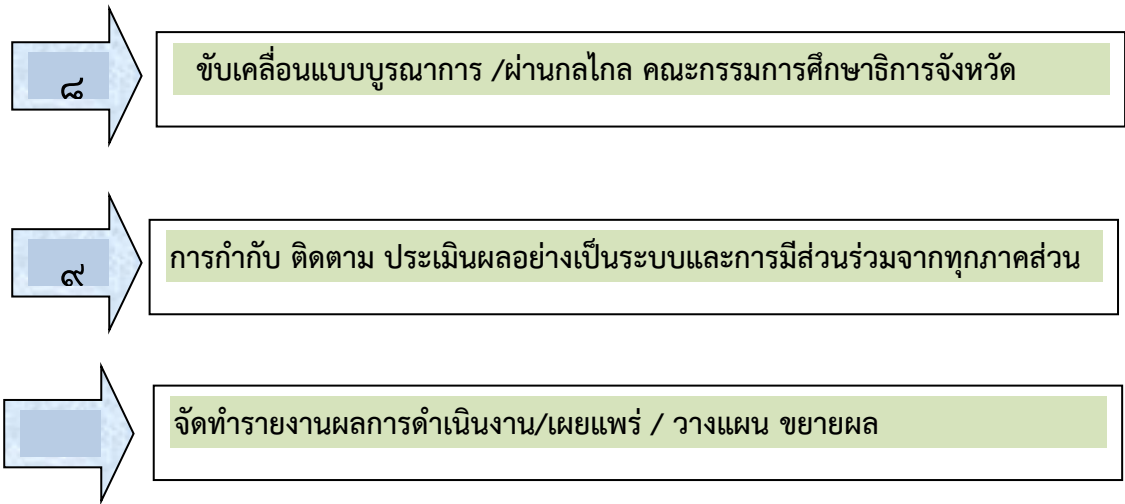 ๘
ขับเคลื่อนแบบบูรณาการ /ผ่านกลไกล คณะกรรมการศึกษาธิการจังหวัด
๙
การกำกับ ติดตาม ประเมินผลอย่างเป็นระบบและการมีส่วนร่วมจากทุกภาคส่วน
จัดทำรายงานผลการดำเนินงาน/เผยแพร่ / วางแผน ขยายผล